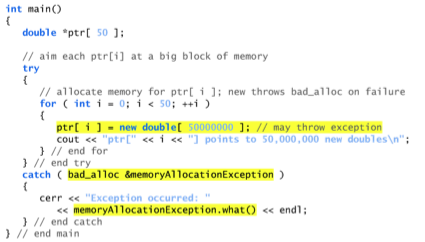 int main()
{
double *ptr[ 50 ];
// aim each ptr[i] at a big block of memory
try
{
// allocate memory for ptr[ i ]; new throws bad_alloc on failure
for ( int i = 0; i < 50; ++i )
{
ptr[ i ] = new double[ 50000000 ]; // may throw exception
cout << "ptr[" << i << "] points to 50,000,000 new doubles\n";
} // end for
} // end try
catch ( bad_alloc &memoryAllocationException )
{
cerr << "Exception occurred: "
<< memoryAllocationException.what() << endl;
} // end catch
} // end main